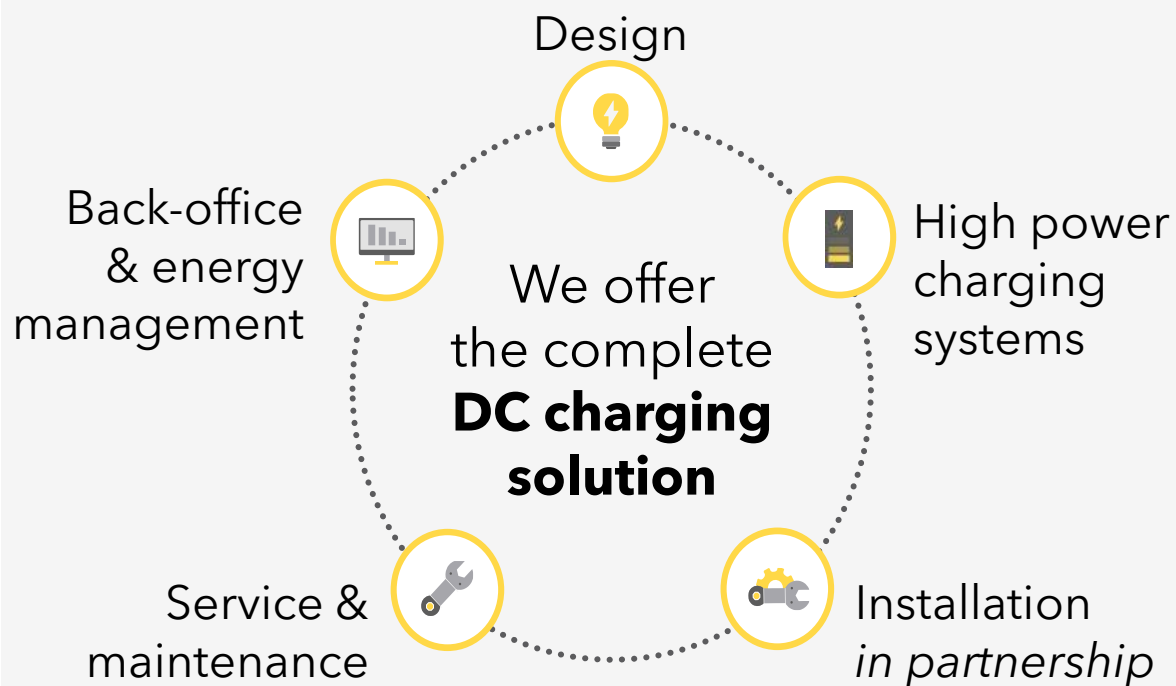 Design
Back-office
& energy
management
High power
charging
systems
We offer
the complete
DC charging
solution
Service &
maintenance
Installation
in partnership